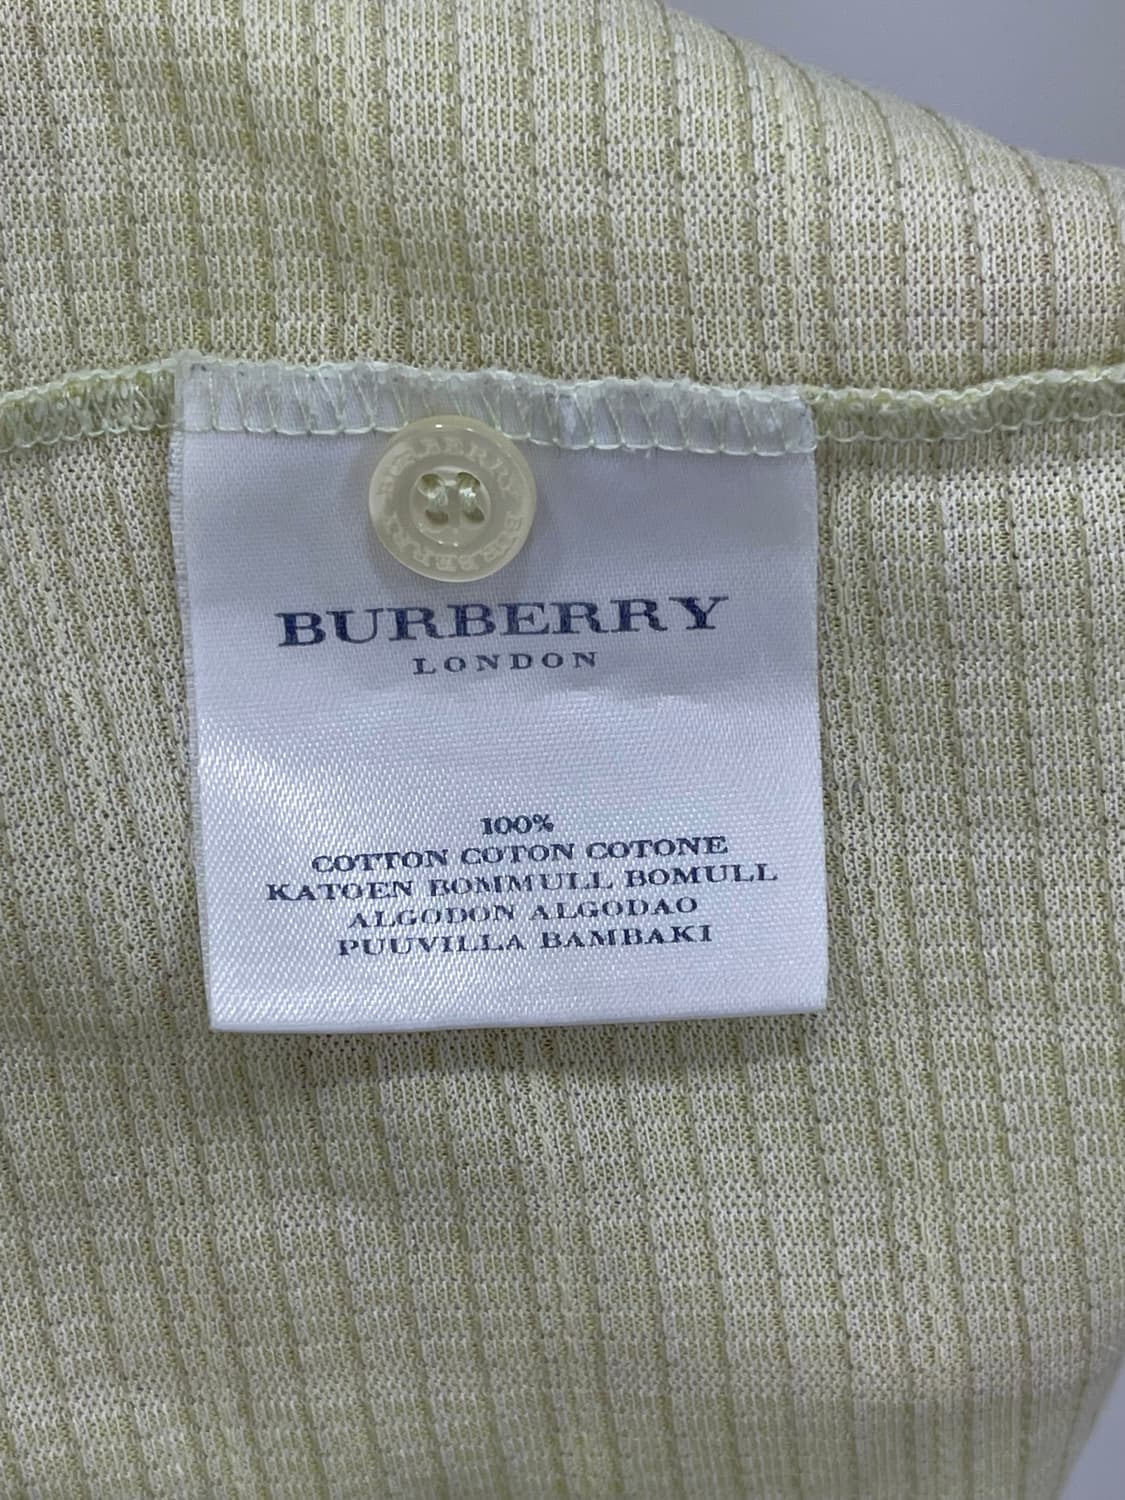 BURBERRY BURBERRY
BURBERRY
LONDON
100%
COTTON COTON COTONE
KATOEN BOMMULL BOMULL
ALGODON ALGODAO
PUUVILLA BAMBAKI